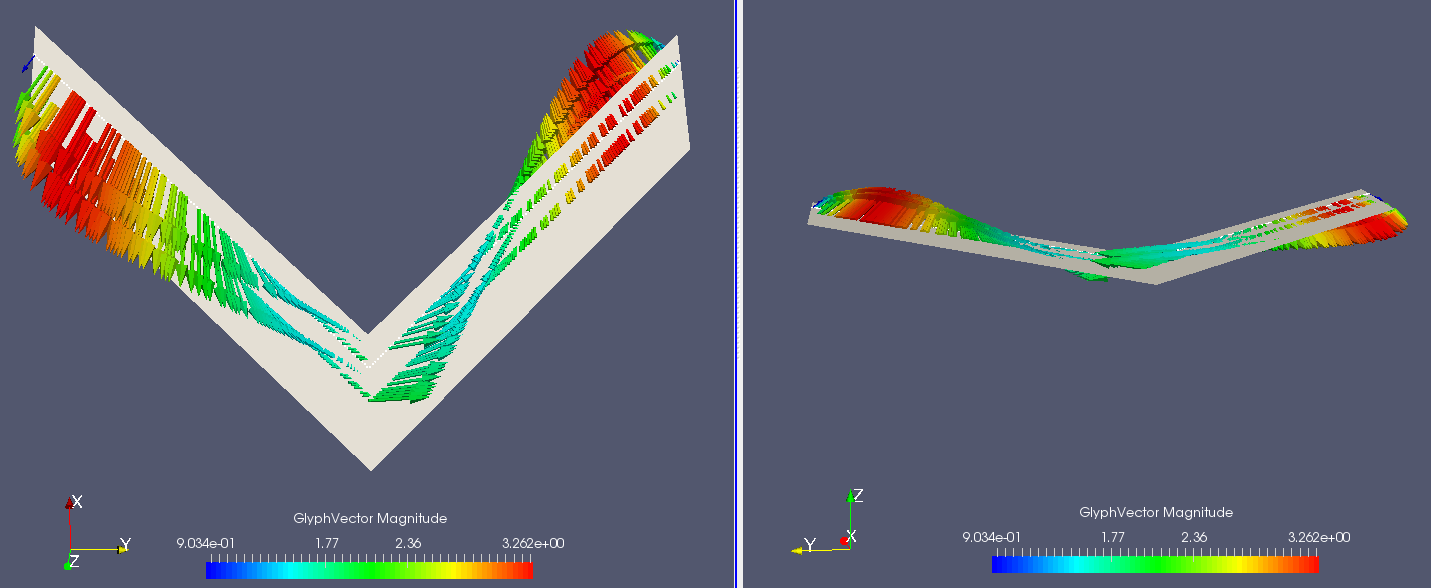 X
Y
Z
GlyphVector Magnitude
9.034e-01 1.77 2.36 3.262e+00
Z
X
Y
GlyphVector Magnitude
9.034e-01 1.77 2.36 3.262e+00